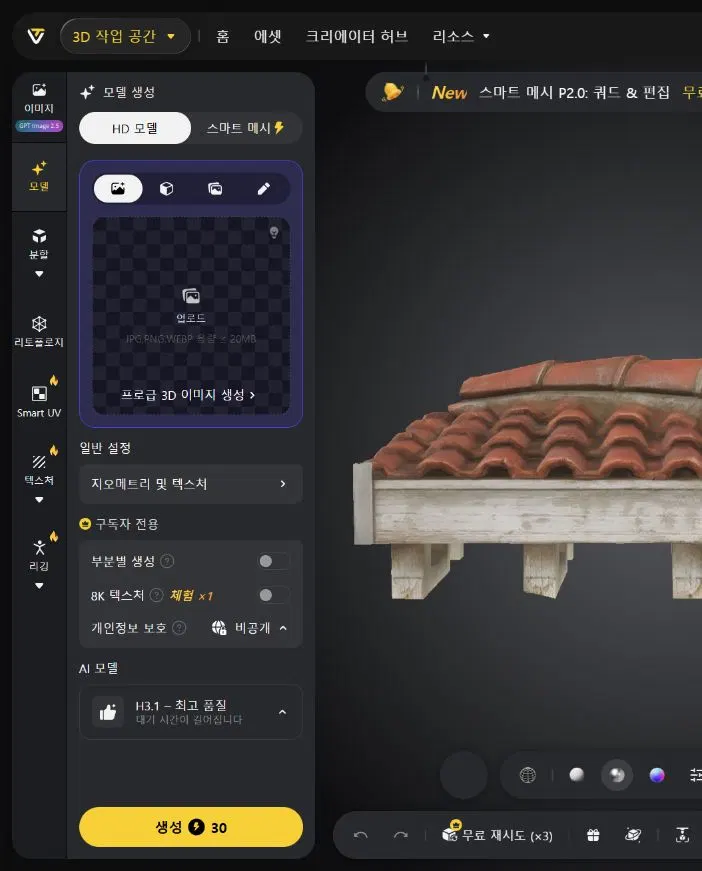 3D 작업 공간
홈
에셋
크리에이터 허브
리소스
이미지
GPT Image 2.5
모델
분할
리토폴로지
Smart UV
텍스처
리깅
모델 생성
HD 모델
스마트 메시
업로드
JPG,PNG,WEBP 용량 ≤ 20MB
프로급 3D 이미지 생성 >
일반 설정
지오메트리 및 텍스처 >
구독자 전용
부분별 생성 ?
8K 텍스처 ? 체험 ×1
개인정보 보호 ? 비공개
AI 모델
H3.1 – 최고 품질
대기 시간이 길어집니다
생성 30
New 스마트 메시 P2.0: 쿼드 & 편집 무료
무료 재시도 (×3)